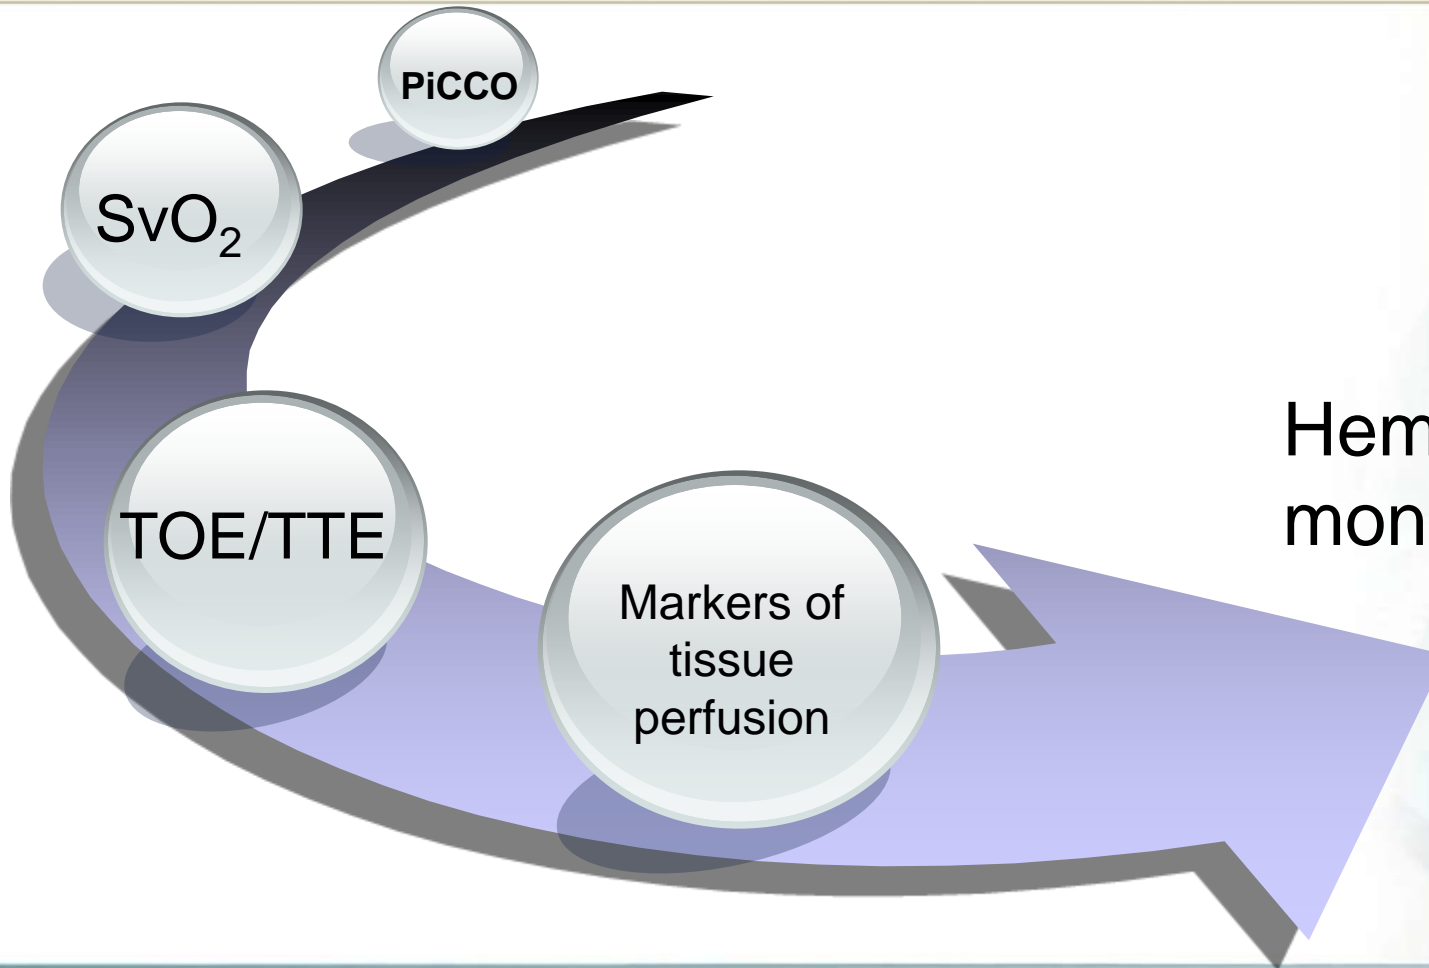 PiCCO
SvO₂
TOE/TTE
Markers of
tissue
perfusion
Hem
mon